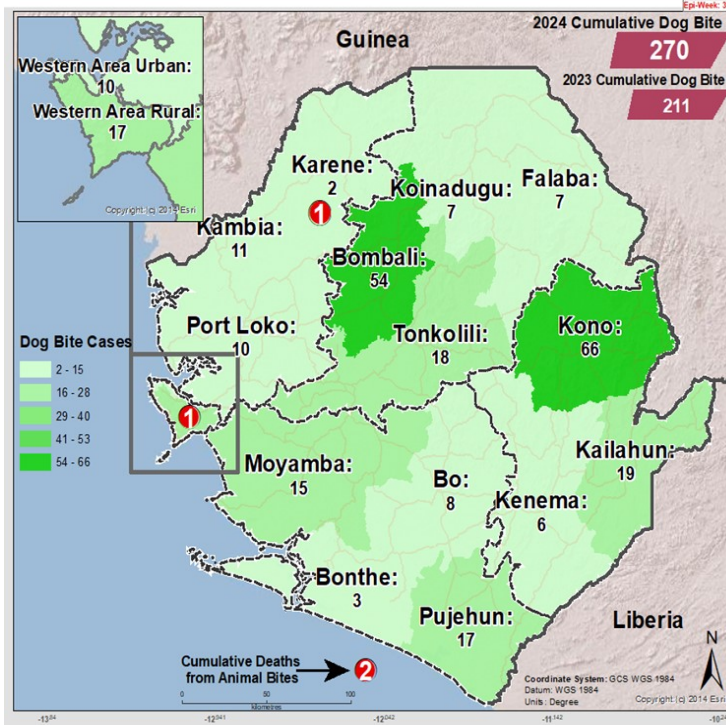 Epi-Week: 3
2024 Cumulative Dog Bite
270
2023 Cumulative Dog Bite
211
Guinea
Western Area Urban:
10
Western Area Rural:
17
Copyright:(c) 2014 Esri
Karene:
2
1
Koinadugu:
7
Falaba:
7
Kambia:
11
Bombali:
54
Port Loko:
10
Tonkolili:
18
Kono:
66
Dog Bite Cases
2 - 15
16 - 28
29 - 40
41 - 53
54 - 66
1
Moyamba:
15
Bo:
8
Kenema:
6
Kailahun:
19
Bonthe:
3
Pujehun:
17
Liberia
N
Cumulative Deaths
from Animal Bites
2
0 50 100
Kilometres
Coordinate System: GCS WGS 1984
Datum: WGS 1984
Units: Degree
Copyright:(c) 2014 Esri